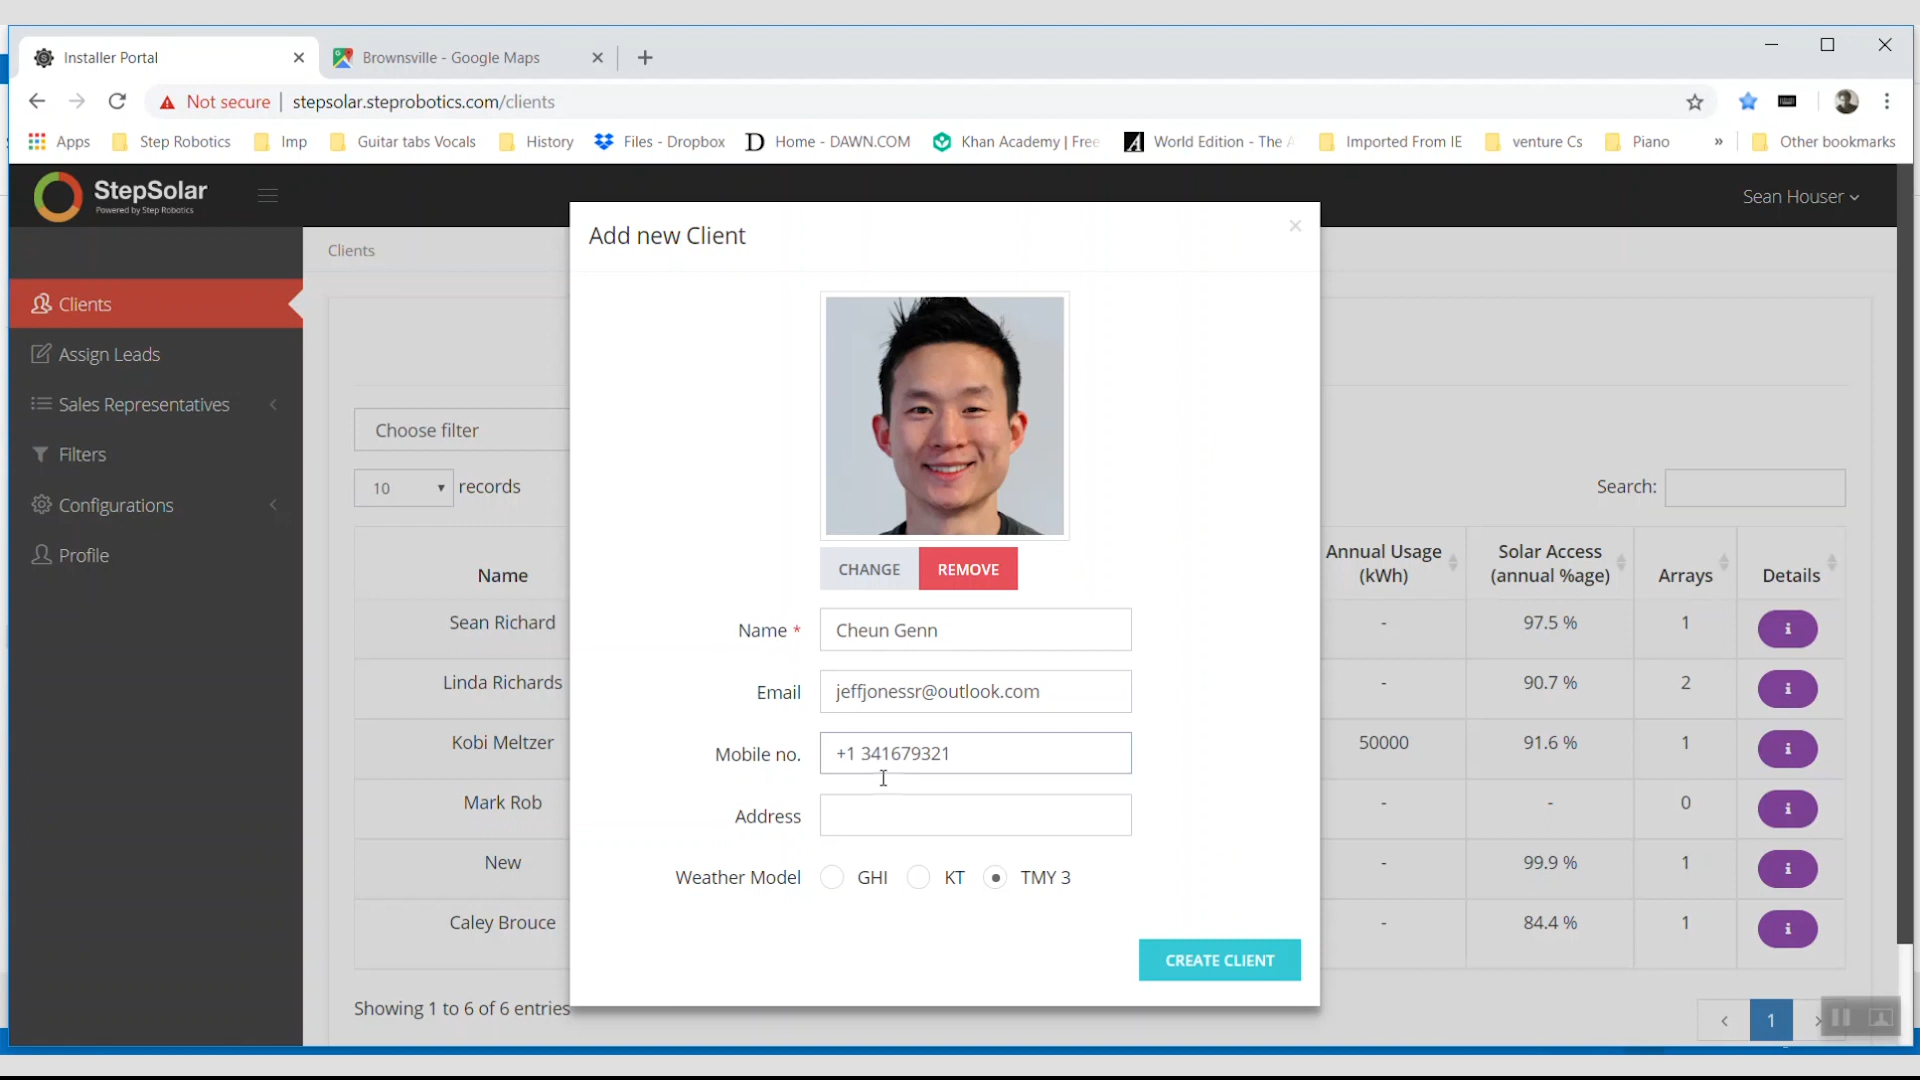 Installer Portal
Brownsville - Google Maps
Not secure | stepsolar.steprobotics.com/clients
Apps Step Robotics Imp Guitar tabs Vocals History Files - Dropbox Home - DAWN.COM Khan Academy | Free World Edition - The Imported From IE venture Cs Piano » Other bookmarks
StepSolar
Powered by Step Robotics
Sean Houser
Clients
Assign Leads
Sales Representatives
Filters
Configurations
Profile
Clients
Choose filter
10 records
Search:
Name
Annual Usage (kWh)
Solar Access (annual %age)
Arrays
Details
Sean Richard - 97.5 % 1
Linda Richards - 90.7 % 2
Kobi Meltzer 50000 91.6 % 1
Mark Rob - - 0
New - 99.9 % 1
Caley Brouce - 84.4 % 1
Showing 1 to 6 of 6 entries
1
Add new Client
CHANGE REMOVE
Name * Cheun Genn
Email jeffjonessr@outlook.com
Mobile no. +1 341679321
Address
Weather Model GHI KT TMY 3
CREATE CLIENT